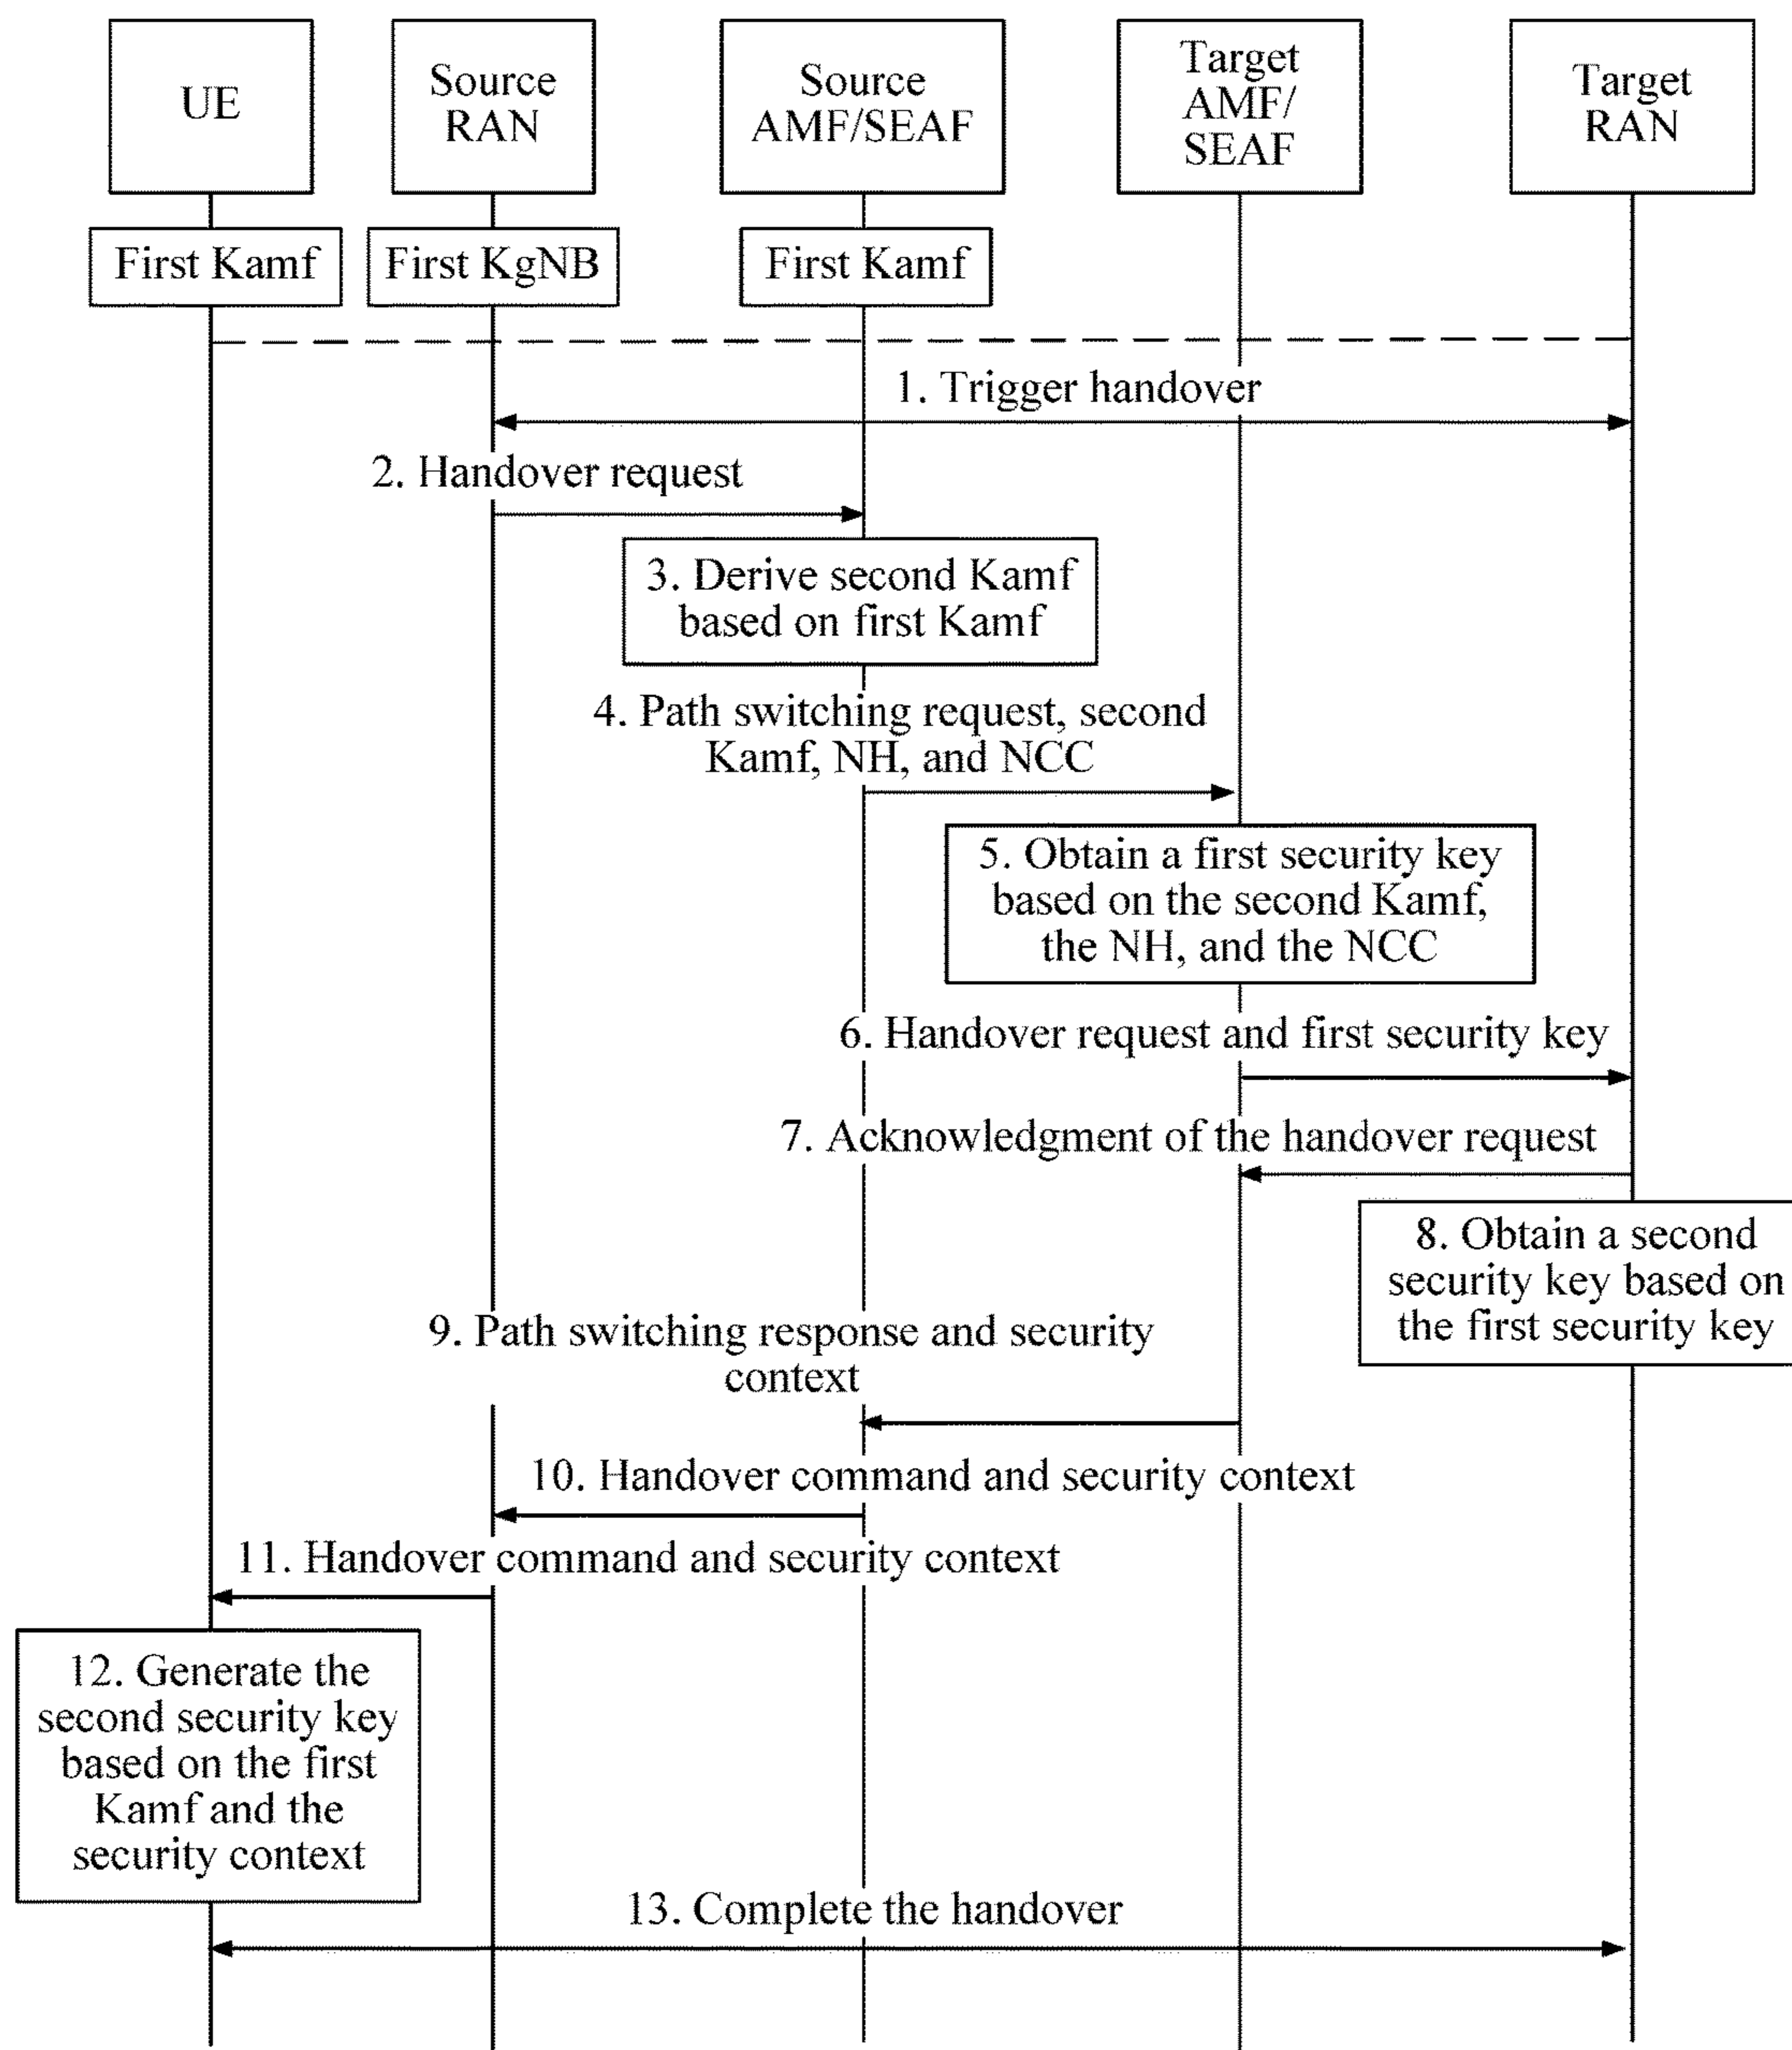 UE
Source
RAN
Source
AMF/SEAF
Target
AMF/
SEAF
Target
RAN
First Kamf
First KgNB
First Kamf
1. Trigger handover
2. Handover request
3. Derive second Kamf
based on first Kamf
4. Path switching request, second
Kamf, NH, and NCC
5. Obtain a first security key
based on the second Kamf,
the NH, and the NCC
6. Handover request and first security key
7. Acknowledgment of the handover request
8. Obtain a second
security key based on
the first security key
9. Path switching response and security
context
10. Handover command and security context
11. Handover command and security context
12. Generate the
second security key
based on the first
Kamf and the
security context
13. Complete the handover